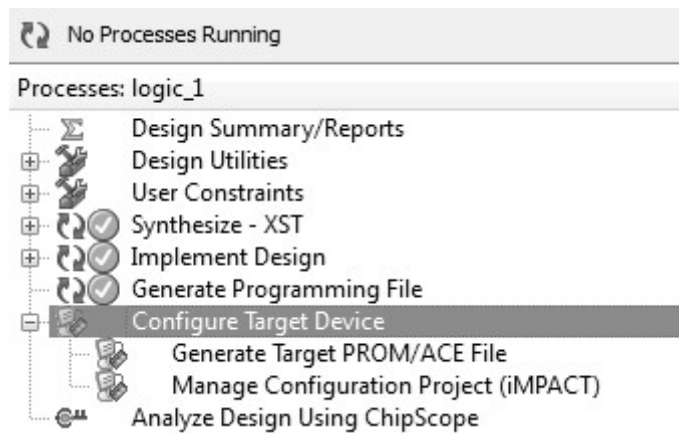 No Processes Running
Processes: logic_1
Design Summary/Reports
Design Utilities
User Constraints
Synthesize - XST
Implement Design
Generate Programming File
Configure Target Device
Generate Target PROM/ACE File
Manage Configuration Project (iMPACT)
Analyze Design Using ChipScope